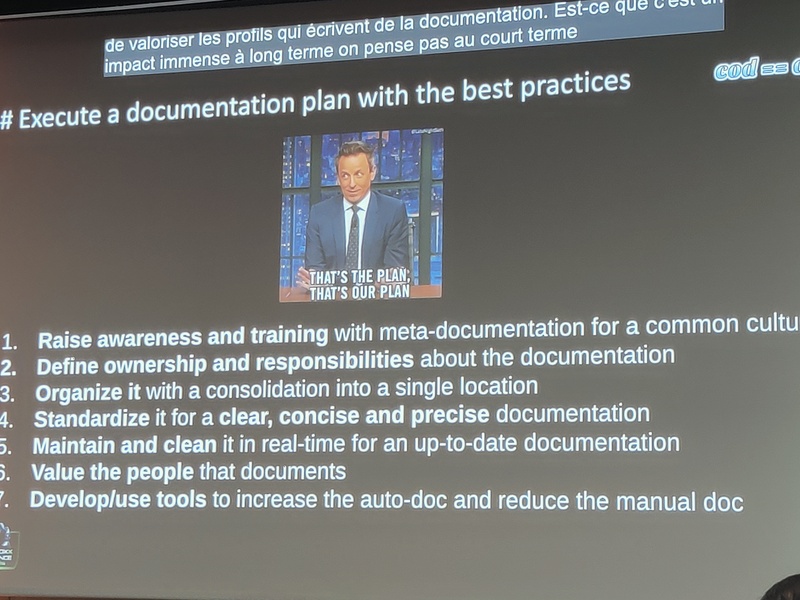 de valoriser les profils qui écrivent de la documentation. Est-ce que c'est un
impact immense à long terme on pense pas au court terme
# Execute a documentation plan with the best practices
THAT'S THE PLAN,
THAT'S OUR PLAN
1. Raise awareness and training with meta-documentation for a common cultu
2. Define ownership and responsibilities about the documentation
3. Organize it with a consolidation into a single location
4. Standardize it for a clear, concise and precise documentation
5. Maintain and clean it in real-time for an up-to-date documentation
6. Value the people that documents
7. Develop/use tools to increase the auto-doc and reduce the manual doc